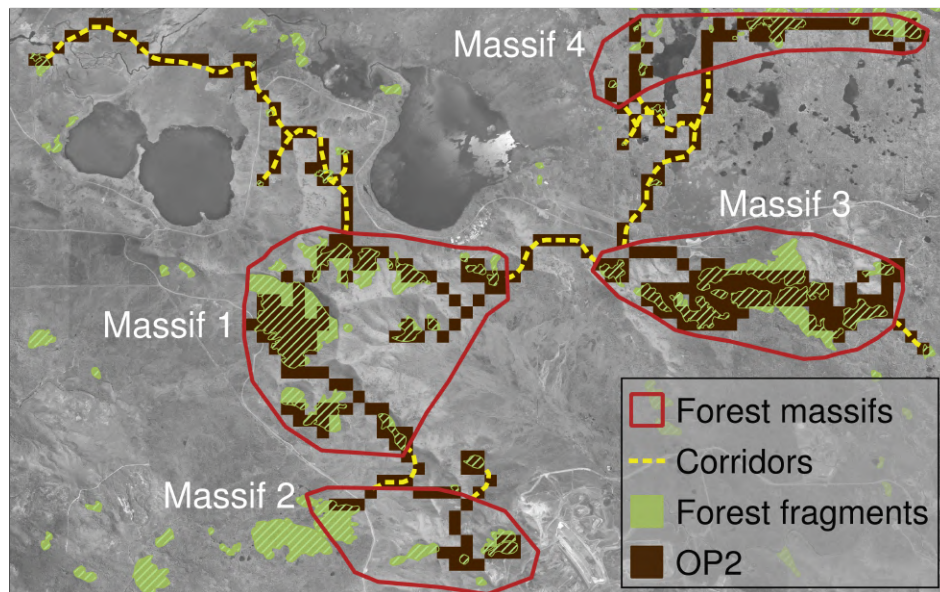 Massif 4
Massif 3
Massif 1
Massif 2
Forest massifs
Corridors
Forest fragments
OP2